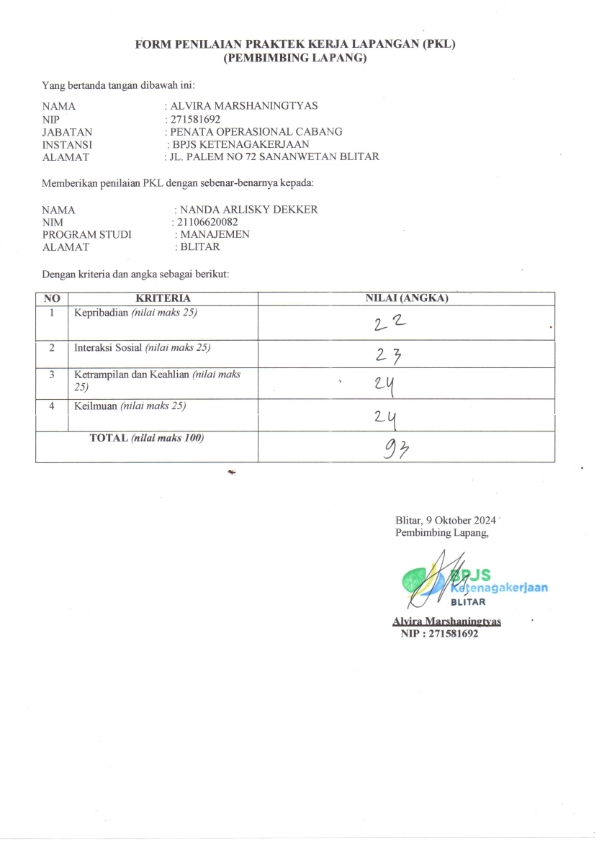 FORM PENILAIAN PRAKTEK KERJA LAPANGAN (PKL)
(PEMBIMBING LAPANG)
Yang bertanda tangan dibawah ini:
NAMA : ALVIRA MARSHANINGTYAS
NIP : 271581692
JABATAN : PENATA OPERASIONAL CABANG
INSTANSI : BPJS KETENAGAKERJAAN
ALAMAT : JL. PALEM NO 72 SANANWETAN BLITAR
Memberikan penilaian PKL dengan sebenar-benarnya kepada:
NAMA : NANDA ARLISKY DEKKER
NIM : 21106620082
PROGRAM STUDI : MANAJEMEN
ALAMAT : BLITAR
Dengan kriteria dan angka sebagai berikut:
NO KRITERIA NILAI (ANGKA)
1 Kepribadian (nilai maks 25) 22
2 Interaksi Sosial (nilai maks 25) 23
3 Ketrampilan dan Keahlian (nilai maks 24
25)
4 Keilmuan (nilai maks 25) 24
TOTAL (nilai maks 100) 93
Blitar, 9 Oktober 2024
Pembimbing Lapang,
BPJS
Ketenagakerjaan
BLITAR
Alvira Marshaningtyas
NIP : 271581692